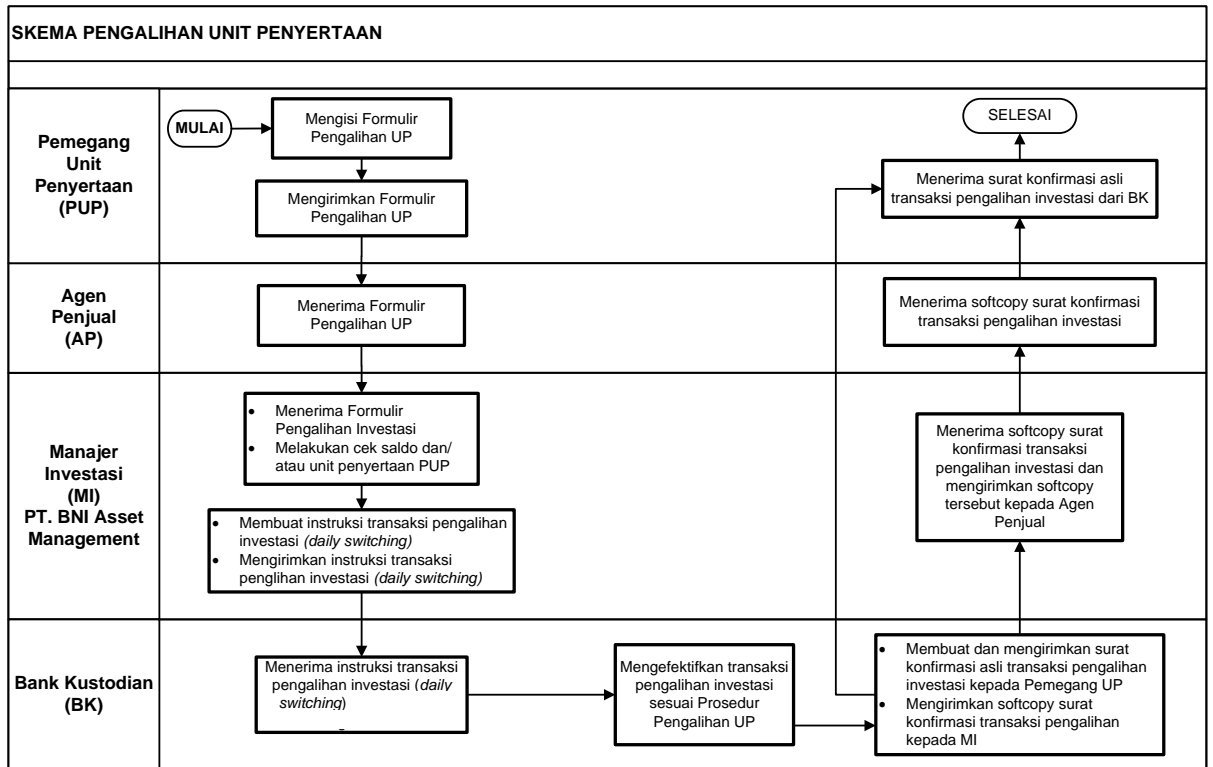 SKEMA PENGALIHAN UNIT PENYERTAAN
Pemegang
Unit
Penyertaan
(PUP)
MULAI
Mengisi Formulir
Pengalihan UP
Mengirimkan Formulir
Pengalihan UP
SELESAI
Menerima surat konfirmasi asli
transaksi pengalihan investasi dari BK
Agen
Penjual
(AP)
Menerima Formulir
Pengalihan UP
Menerima softcopy surat konfirmasi
transaksi pengalihan investasi
Manajer
Investasi
(MI)
PT. BNI Asset
Management
• Menerima Formulir
Pengalihan Investasi
• Melakukan cek saldo dan/
atau unit penyertaan PUP
• Membuat instruksi transaksi pengalihan
investasi (daily switching)
• Mengirimkan instruksi transaksi
penglihan investasi (daily switching)
Menerima softcopy surat
konfirmasi transaksi
pengalihan investasi dan
mengirimkan softcopy
tersebut kepada Agen
Penjual
Bank Kustodian
(BK)
Menerima instruksi transaksi
pengalihan investasi (daily
switching)
Mengefektifkan transaksi
pengalihan investasi
sesuai Prosedur
Pengalihan UP
• Membuat dan mengirimkan surat
konfirmasi asli transaksi pengalihan
investasi kepada Pemegang UP
• Mengirimkan softcopy surat
konfirmasi transaksi pengalihan
kepada MI